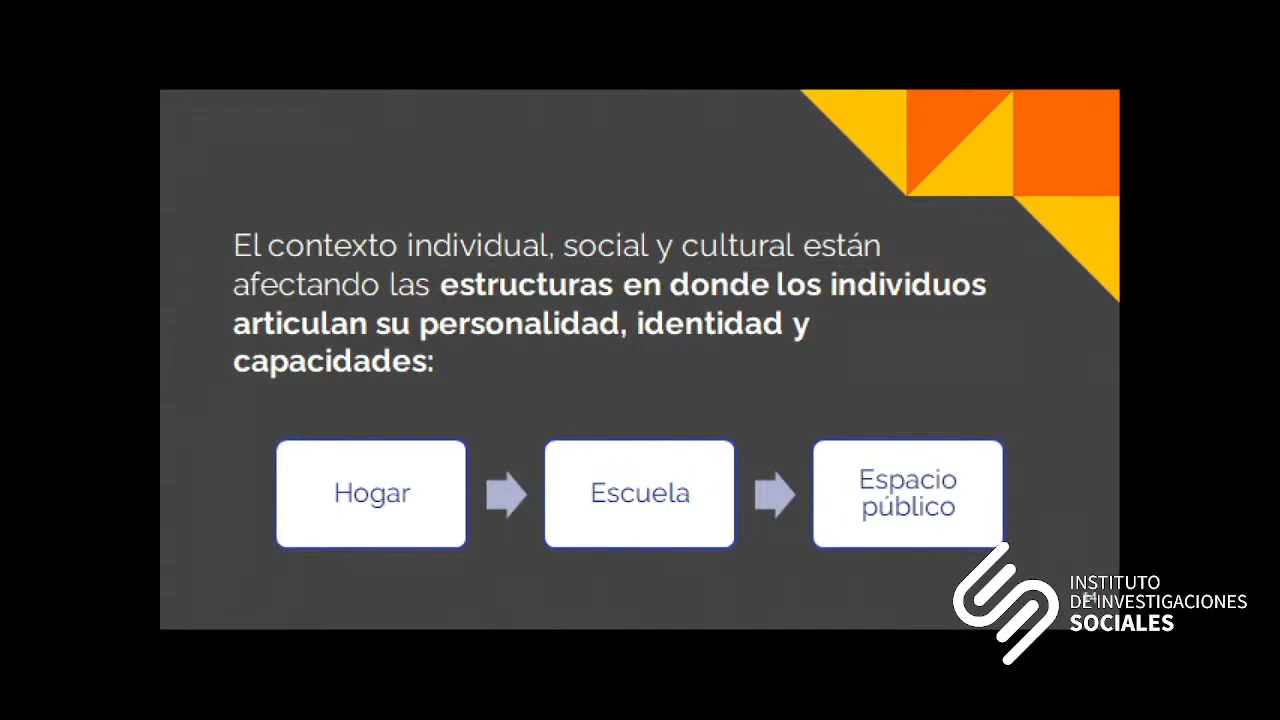 El contexto individual, social y cultural están
afectando las estructuras en donde los individuos
articulan su personalidad, identidad y
capacidades:
Hogar
Escuela
Espacio
público
INSTITUTO
DE INVESTIGACIONES
SOCIALES